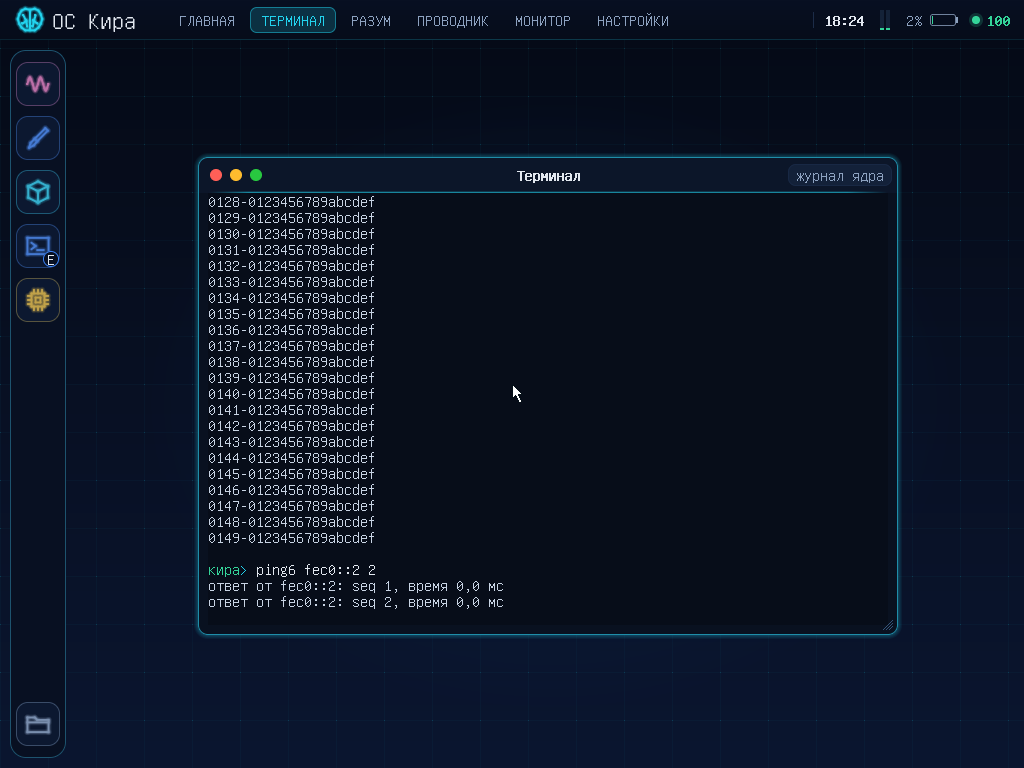 ОС Кира
ГЛАВНАЯ ТЕРМИНАЛ РАЗУМ ПРОВОДНИК МОНИТОР НАСТРОЙКИ
18:24 2% 100
E
Терминал
журнал ядра
0128-0123456789abcdef
0129-0123456789abcdef
0130-0123456789abcdef
0131-0123456789abcdef
0132-0123456789abcdef
0133-0123456789abcdef
0134-0123456789abcdef
0135-0123456789abcdef
0136-0123456789abcdef
0137-0123456789abcdef
0138-0123456789abcdef
0139-0123456789abcdef
0140-0123456789abcdef
0141-0123456789abcdef
0142-0123456789abcdef
0143-0123456789abcdef
0144-0123456789abcdef
0145-0123456789abcdef
0146-0123456789abcdef
0147-0123456789abcdef
0148-0123456789abcdef
0149-0123456789abcdef
кира> ping6 fec0::2 2
ответ от fec0::2: seq 1, время 0,0 мс
ответ от fec0::2: seq 2, время 0,0 мс